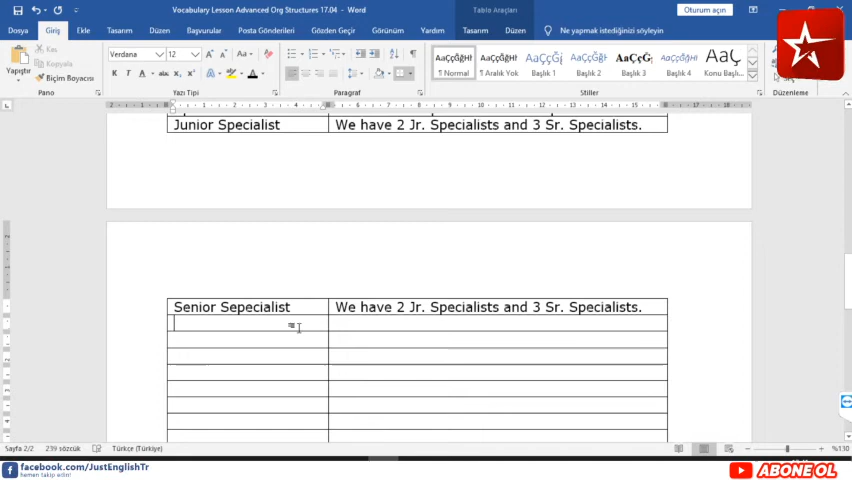 Vocabulary Lesson Advanced Org Structures 17.04 - Word
Tablo Araçları
Oturum açın
Dosya Giriş Ekle Tasarım Düzen Başvurular Posta Gönderileri Gözden Geçir Görünüm Yardım Tasarım Düzen Ne yapmak istediğinizi söyleyin
Yapıştır
Kes
Kopyala
Biçim Boyacısı
Verdana 12
K T A
AaÇçĞğH AaÇçĞğH AaÇçĞğ AaÇçĞğ AaÇçĞ AaÇçĞğ AaÇ
¶ Normal ¶ Aralık Yok Başlık 1 Başlık 2 Başlık 3 Başlık 4 Konu Başlı...
Pano Yazı Tipi Paragraf Stiller Düzenleme
Junior Specialist We have 2 Jr. Specialists and 3 Sr. Specialists.
Senior Sepecialist We have 2 Jr. Specialists and 3 Sr. Specialists.
Sayfa 2/2 239 sözcük Türkçe (Türkiye) %130
facebook.com/JustEnglishTr
hemen takip edin!
ABONE OL